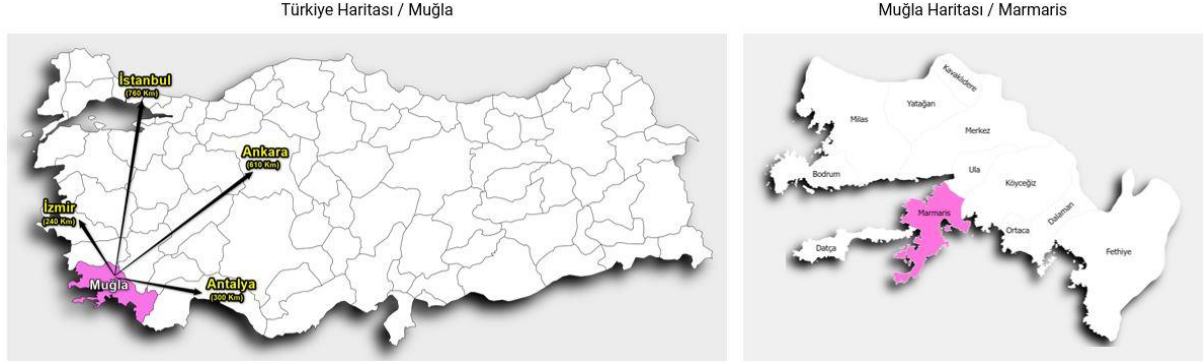 Türkiye Haritası / Muğla
İstanbul
(760 Km)
Ankara
(610 Km)
İzmir
(240 Km)
Muğla
Antalya
(300 Km)
Muğla Haritası / Marmaris
Kavaklıdere
Yatağan
Milas
Merkez
Bodrum
Ula
Köyceğiz
Marmaris
Dalaman
Ortaca
Datça
Fethiye